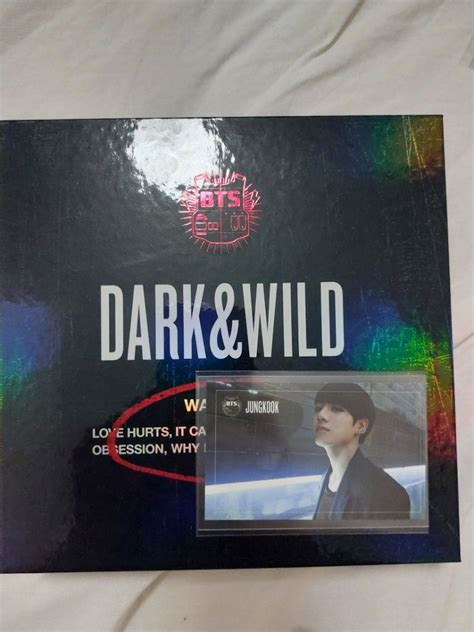 BTS
DARK&WILD
WA
LOVE HURTS, IT CA
OBSESSION, WHY
BTS JUNGKOOK